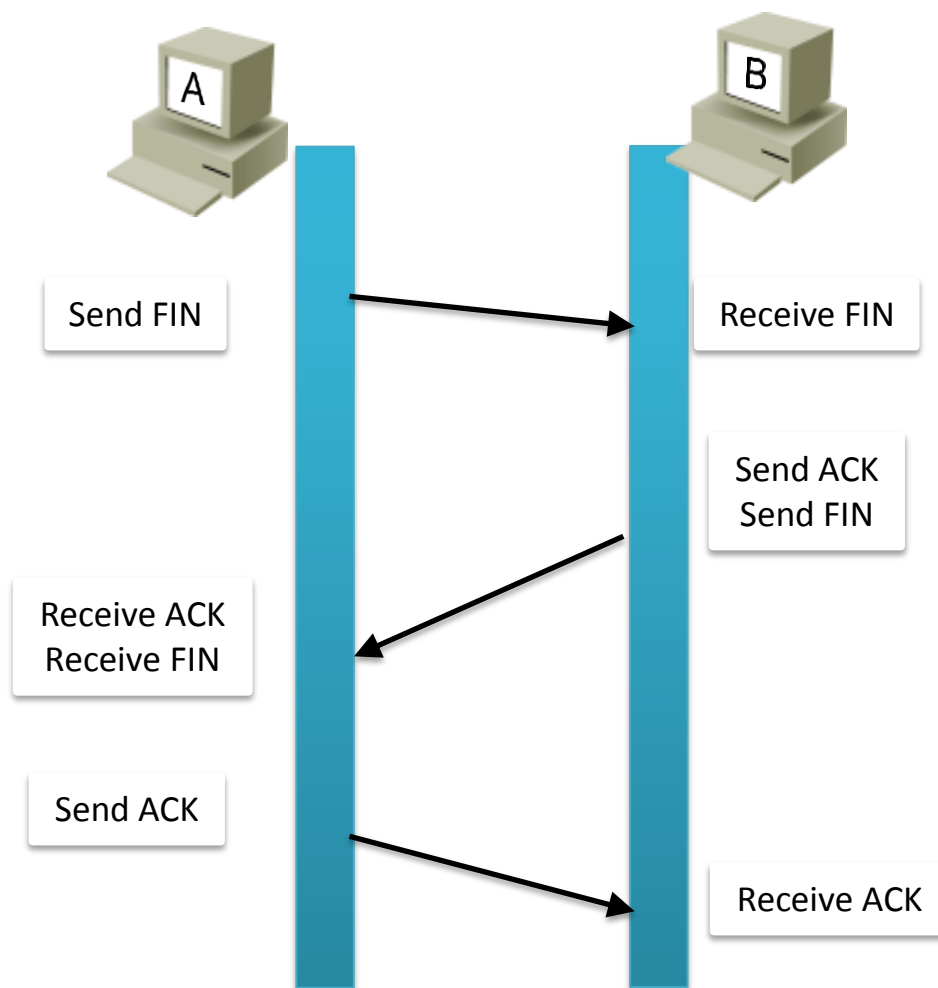 A
B
Send FIN
Receive FIN
Send ACK
Send FIN
Receive ACK
Receive FIN
Send ACK
Receive ACK